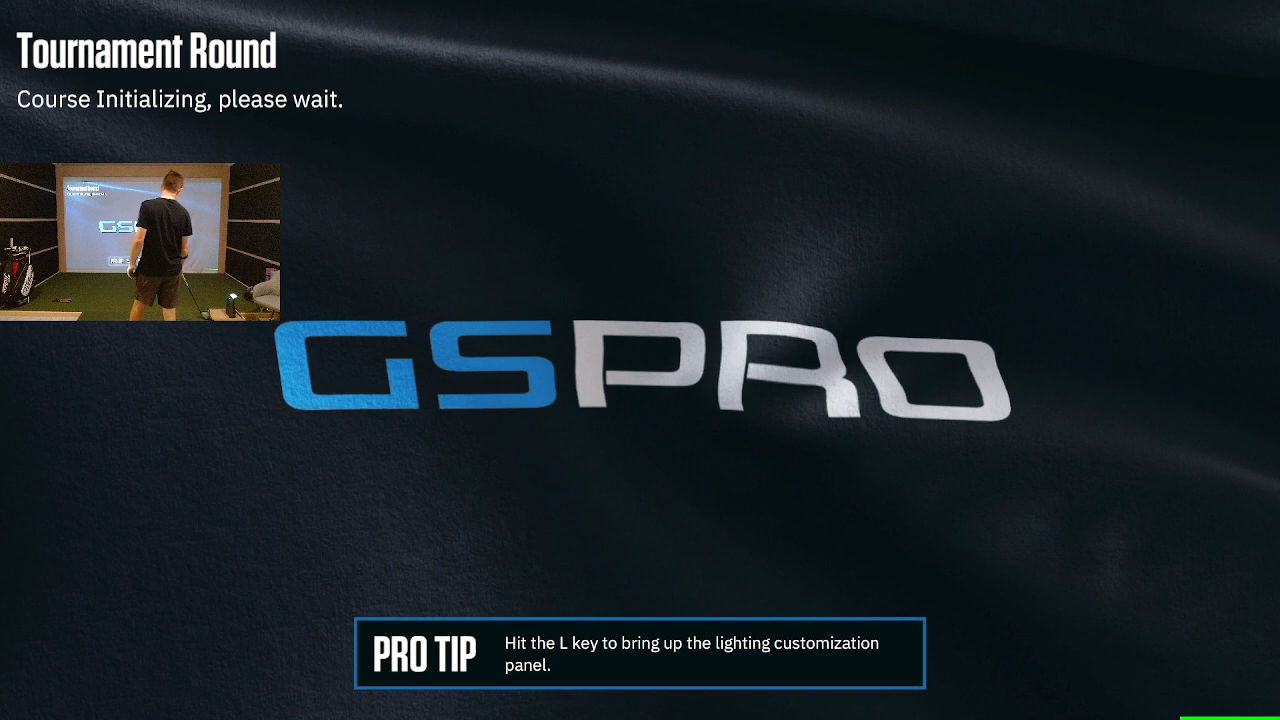 Tournament Round
Course Initializing, please wait.
GSPRO
PRO TIP
Hit the L key to bring up the lighting customization
panel.